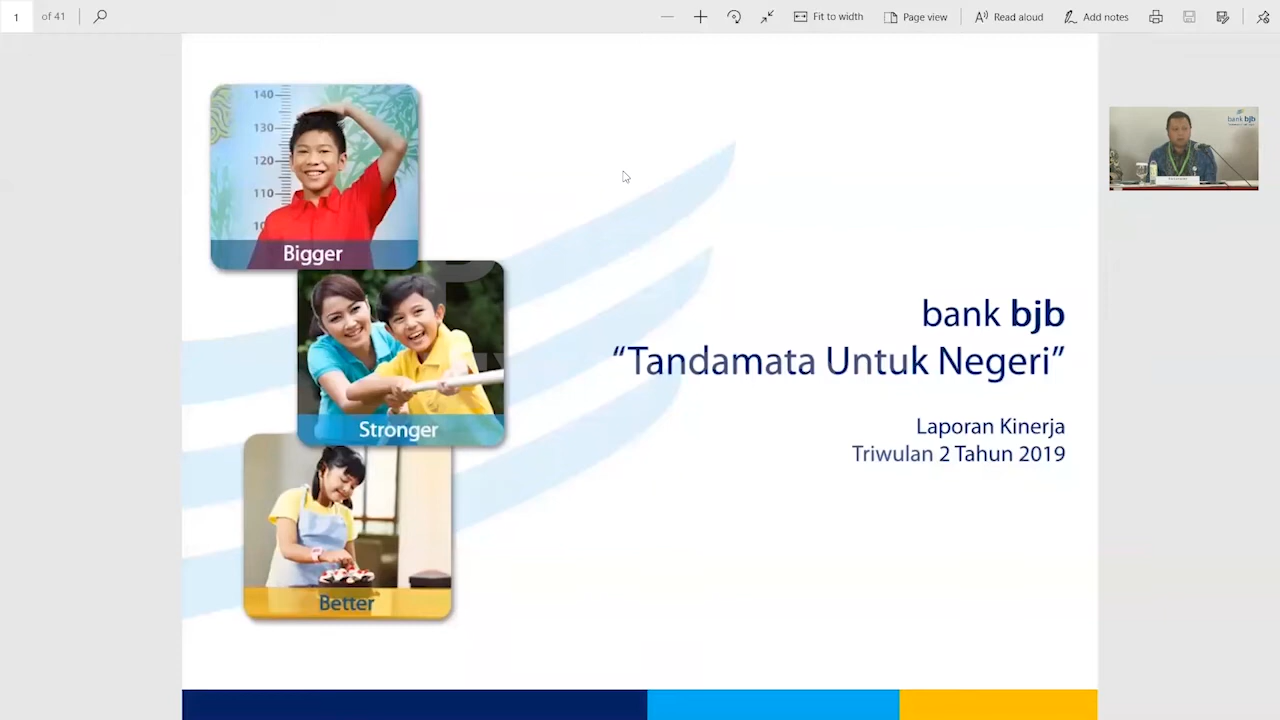 1 of 41
Fit to width
Page view
Read aloud
Add notes
140
130
120
110
Bigger
Stronger
Better
bank bjb
“Tandamata Untuk Negeri”
Laporan Kinerja
Triwulan 2 Tahun 2019
bank bjb